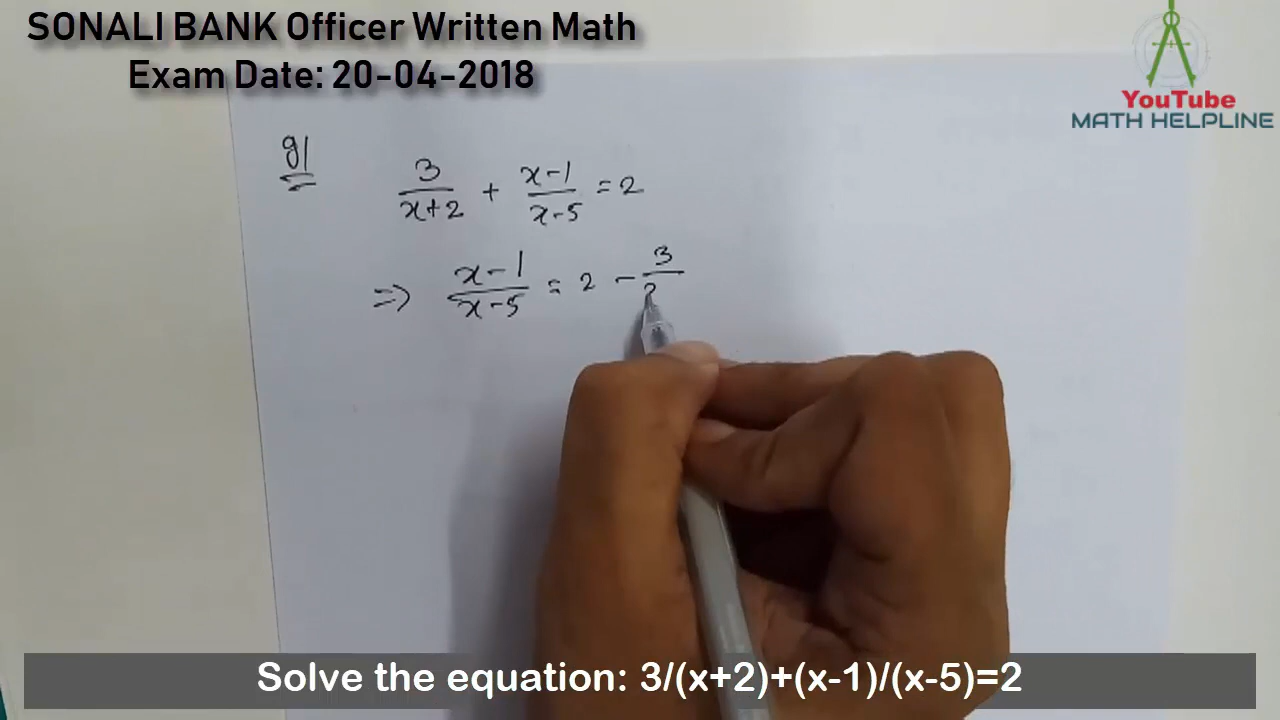 SONALI BANK Officer Written Math
Exam Date: 20-04-2018
YouTube
MATH HELPLINE
3/(x+2) + (x-1)/(x-5) = 2
=> (x-1)/(x-5) = 2 - 3/
Solve the equation: 3/(x+2)+(x-1)/(x-5)=2